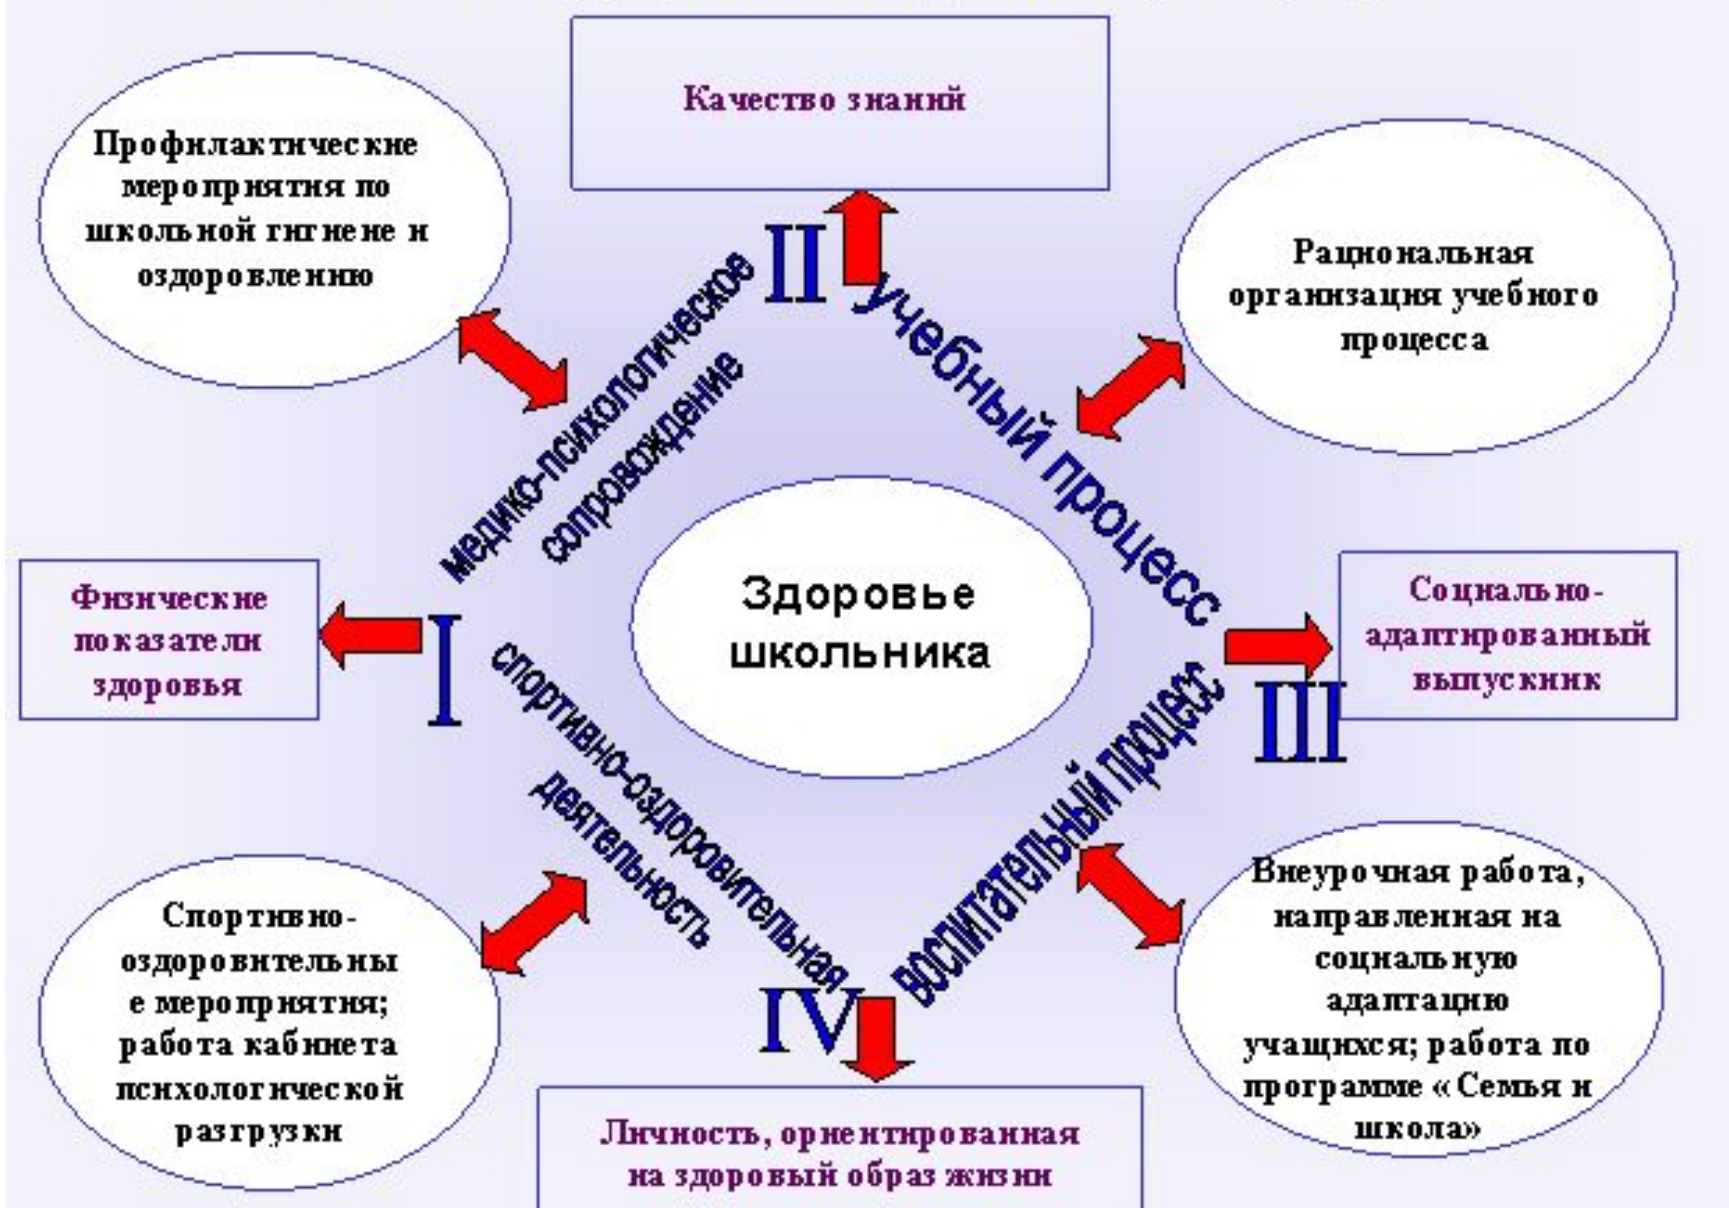 Качество знаний
Профилактические
мероприятия по
школьной гигиене и
оздоровлению
Рациональная
организация учебного
процесса
II
медико-психологическое
сопровождение
учебный процесс
Здоровье
школьника
Физические
показатели
здоровья
I
Социально-
адаптированный
выпускник
III
спортивно-оздоровительная
деятельность
воспитательный процесс
Спортивно-
оздоровительны
е мероприятия;
работа кабинета
психологической
разгрузки
Внеурочная работа,
направленная на
социальную
адаптацию
учащихся; работа по
программе «Семья и
школа»
IV
Личность, ориентированная
на здоровый образ жизни